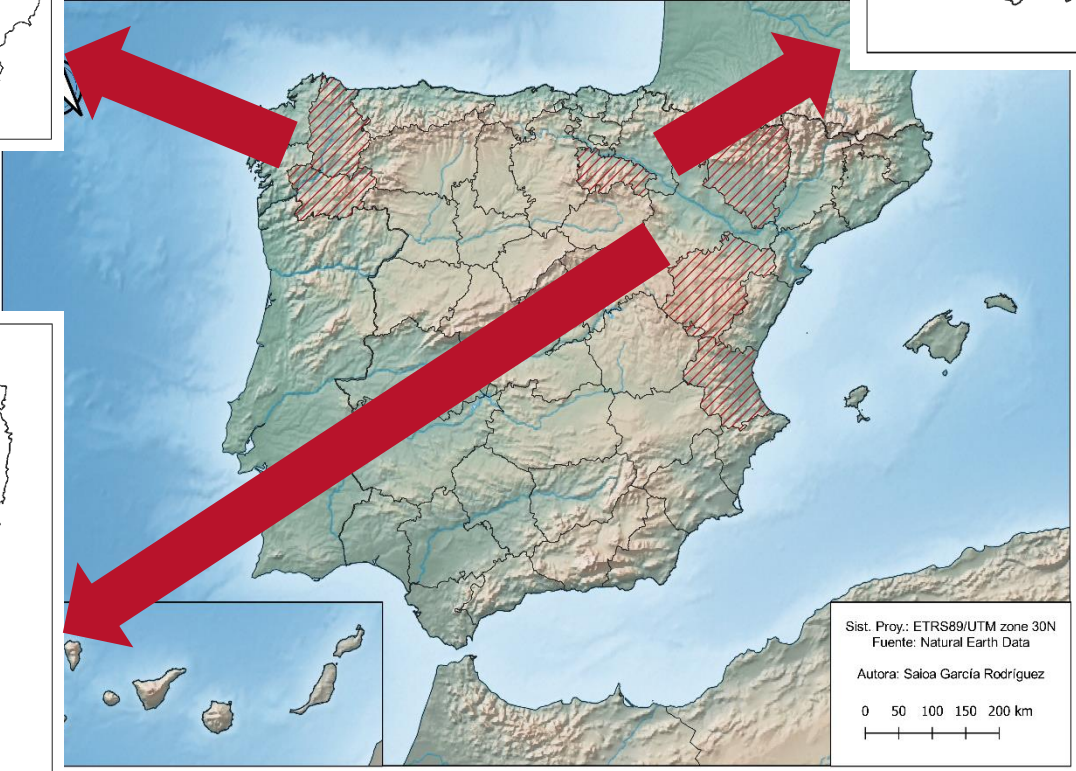 Sist. Proy.: ETRS89/UTM zone 30N
Fuente: Natural Earth Data
Autora: Saioa García Rodríguez
0 50 100 150 200 km